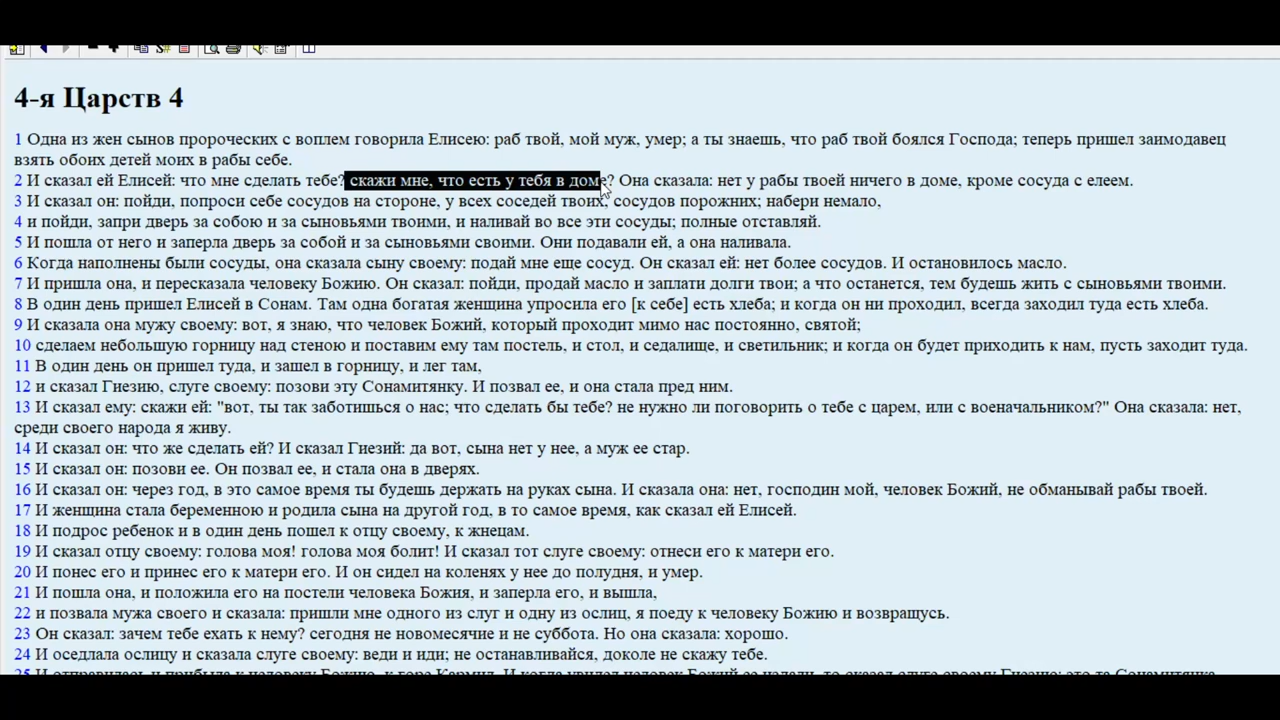 4-я Царств 4
1 Одна из жен сынов пророческих с воплем говорила Елисею: раб твой, мой муж, умер; а ты знаешь, что раб твой боялся Господа; теперь пришел заимодавец
взять обоих детей моих в рабы себе.
2 И сказал ей Елисей: что мне сделать тебе? скажи мне, что есть у тебя в доме? Она сказала: нет у рабы твоей ничего в доме, кроме сосуда с елеем.
3 И сказал он: пойди, попроси себе сосудов на стороне, у всех соседей твоих, сосудов порожних; набери немало,
4 и пойди, запри дверь за собою и за сыновьями твоими, и наливай во все эти сосуды; полные отставляй.
5 И пошла от него и заперла дверь за собой и за сыновьями своими. Они подавали ей, а она наливала.
6 Когда наполнены были сосуды, она сказала сыну своему: подай мне еще сосуд. Он сказал ей: нет более сосудов. И остановилось масло.
7 И пришла она, и пересказала человеку Божию. Он сказал: пойди, продай масло и заплати долги твои; а что останется, тем будешь жить с сыновьями твоими.
8 В один день пришел Елисей в Сонам. Там одна богатая женщина упросила его [к себе] есть хлеба; и когда он ни проходил, всегда заходил туда есть хлеба.
9 И сказала она мужу своему: вот, я знаю, что человек Божий, который проходит мимо нас постоянно, святой;
10 сделаем небольшую горницу над стеною и поставим ему там постель, и стол, и седалище, и светильник; и когда он будет приходить к нам, пусть заходит туда.
11 В один день он пришел туда, и зашел в горницу, и лег там,
12 и сказал Гиезию, слуге своему: позови эту Сонамитянку. И позвал ее, и она стала пред ним.
13 И сказал ему: скажи ей: "вот, ты так заботишься о нас; что сделать бы тебе? не нужно ли поговорить о тебе с царем, или с военачальником?" Она сказала: нет,
среди своего народа я живу.
14 И сказал он: что же сделать ей? И сказал Гиезий: да вот, сына нет у нее, а муж ее стар.
15 И сказал он: позови ее. Он позвал ее, и стала она в дверях.
16 И сказал он: через год, в это самое время ты будешь держать на руках сына. И сказала она: нет, господин мой, человек Божий, не обманывай рабы твоей.
17 И женщина стала беременною и родила сына на другой год, в то самое время, как сказал ей Елисей.
18 И подрос ребенок и в один день пошел к отцу своему, к жнецам.
19 И сказал отцу своему: голова моя! голова моя болит! И сказал тот слуге своему: отнеси его к матери его.
20 И понес его и принес его к матери его. И он сидел на коленях у нее до полудня, и умер.
21 И пошла она, и положила его на постели человека Божия, и заперла его, и вышла,
22 и позвала мужа своего и сказала: пришли мне одного из слуг и одну из ослиц, я поеду к человеку Божию и возвращусь.
23 Он сказал: зачем тебе ехать к нему? сегодня не новомесячие и не суббота. Но она сказала: хорошо.
24 И оседлала ослицу и сказала слуге своему: веди и иди; не останавливайся, доколе не скажу тебе.
25 И отправилась и прибыла к человеку Божию, к горе Кармил. И когда увидел человек Божий ее издали, то сказал слуге своему Гиезию: это та Сонамитянка.